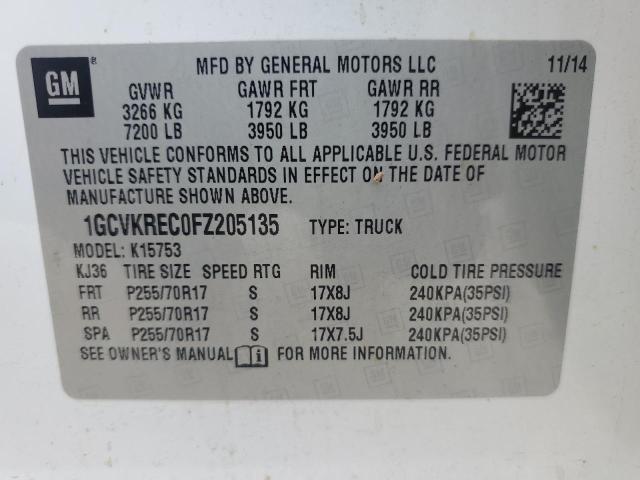 GM ® MFD BY GENERAL MOTORS LLC 11/14
GVWR GAWR FRT GAWR RR
3266 KG 1792 KG 1792 KG
7200 LB 3950 LB 3950 LB
THIS VEHICLE CONFORMS TO ALL APPLICABLE U.S. FEDERAL MOTOR
VEHICLE SAFETY STANDARDS IN EFFECT ON THE DATE OF
MANUFACTURE SHOWN ABOVE.
1GCVKREC0FZ205135 TYPE: TRUCK
MODEL: K15753
KJ36 TIRE SIZE SPEED RTG RIM COLD TIRE PRESSURE
FRT P255/70R17 S 17X8J 240KPA(35PSI)
RR P255/70R17 S 17X8J 240KPA(35PSI)
SPA P255/70R17 S 17X7.5J 240KPA(35PSI)
SEE OWNER'S MANUAL FOR MORE INFORMATION.